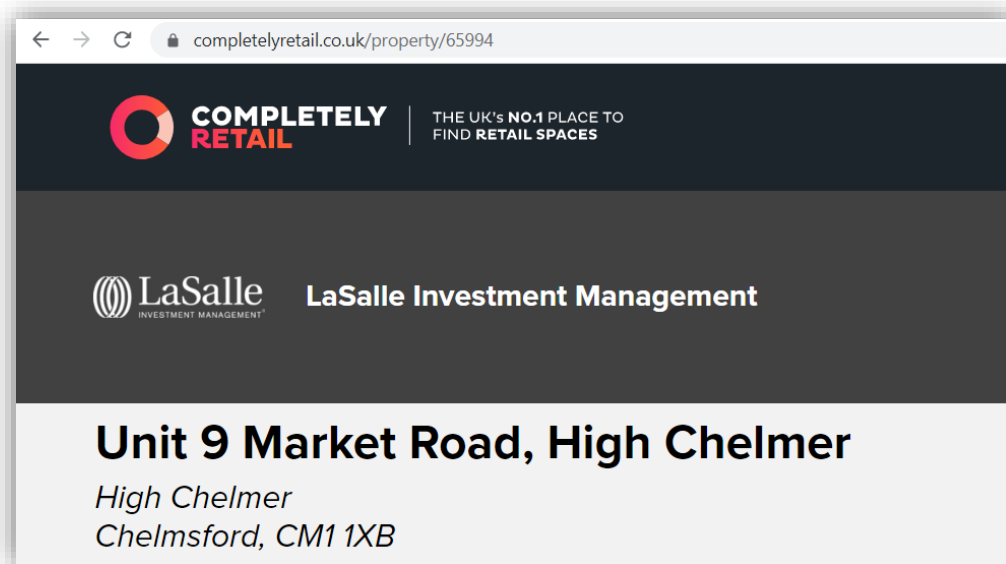 completelyretail.co.uk/property/65994
COMPLETELY
RETAIL
THE UK's NO.1 PLACE TO
FIND RETAIL SPACES
LaSalle
INVESTMENT MANAGEMENT
LaSalle Investment Management
Unit 9 Market Road, High Chelmer
High Chelmer
Chelmsford, CM1 1XB